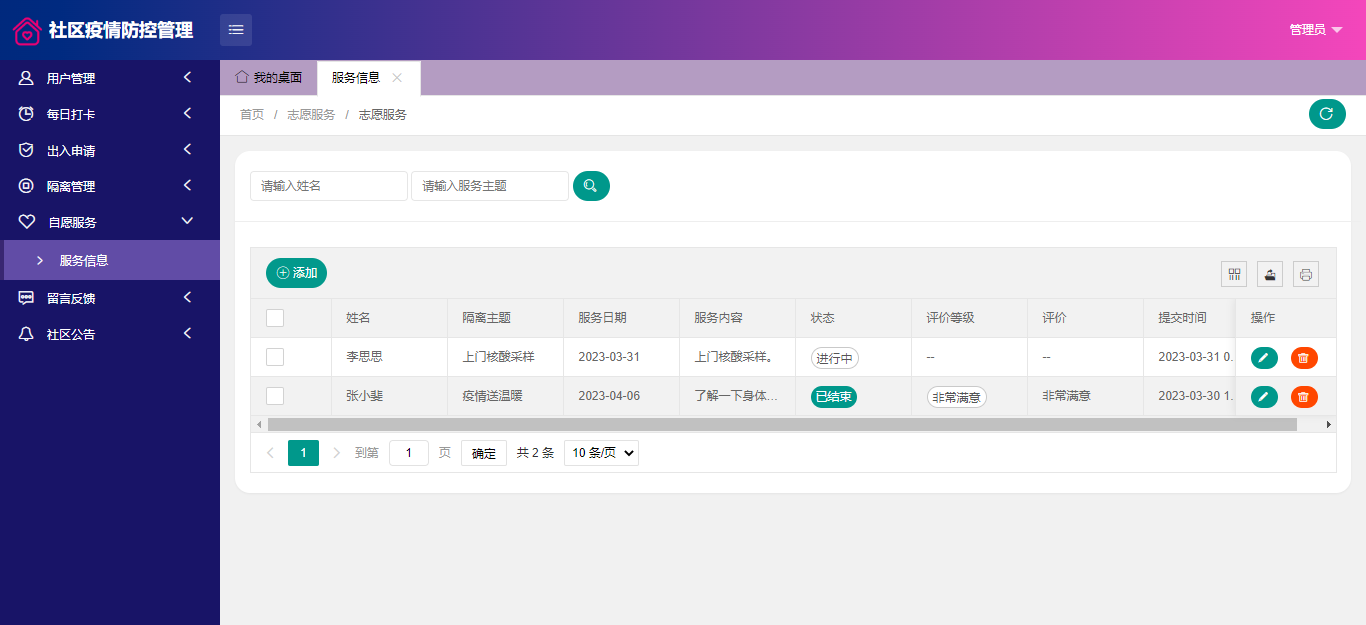 社区疫情防控管理
管理员
用户管理
每日打卡
出入申请
隔离管理
自愿服务
服务信息
留言反馈
社区公告
我的桌面 服务信息
首页 / 志愿服务 / 志愿服务
请输入姓名 请输入服务主题
添加
姓名 隔离主题 服务日期 服务内容 状态 评价等级 评价 提交时间 操作
李思思 上门核酸采样 2023-03-31 上门核酸采样。 进行中 -- -- 2023-03-31 0.
张小斐 疫情送温暖 2023-04-06 了解一下身体... 已结束 非常满意 非常满意 2023-03-30 1.
1 到第 1 页 确定 共 2 条 10 条/页